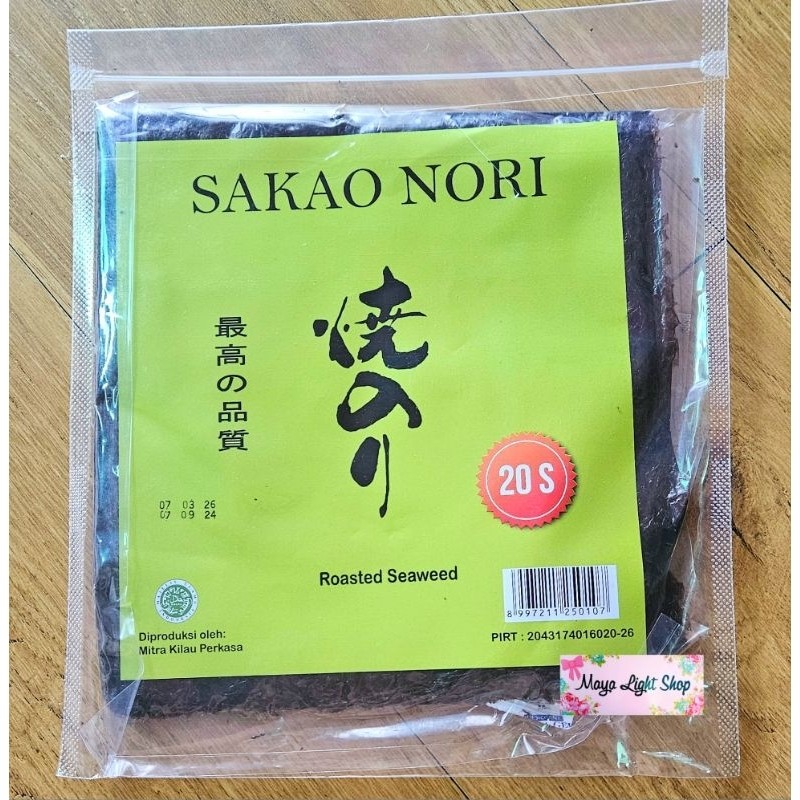 SAKAO NORI
焼のり
最高の品質
20 S
07 03 26
07 09 24
Roasted Seaweed
8 997211 250107
Diproduksi oleh:
Mitra Kilau Perkasa
PIRT : 2043174016020-26
Maya Light Shop